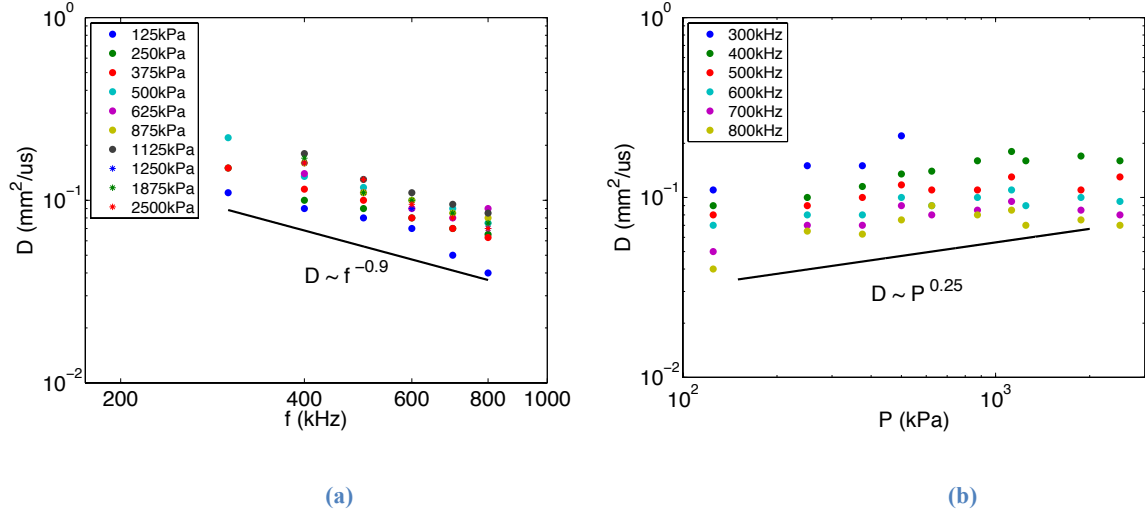 10^0
10^-1
10^-2
D (mm^2/us)
125kPa
250kPa
375kPa
500kPa
625kPa
875kPa
1125kPa
1250kPa
1875kPa
2500kPa
D ~ f^-0.9
200
400
600
800
1000
f (kHz)
(a)
10^0
10^-1
10^-2
D (mm^2/us)
300kHz
400kHz
500kHz
600kHz
700kHz
800kHz
D ~ P^0.25
10^2
10^3
P (kPa)
(b)